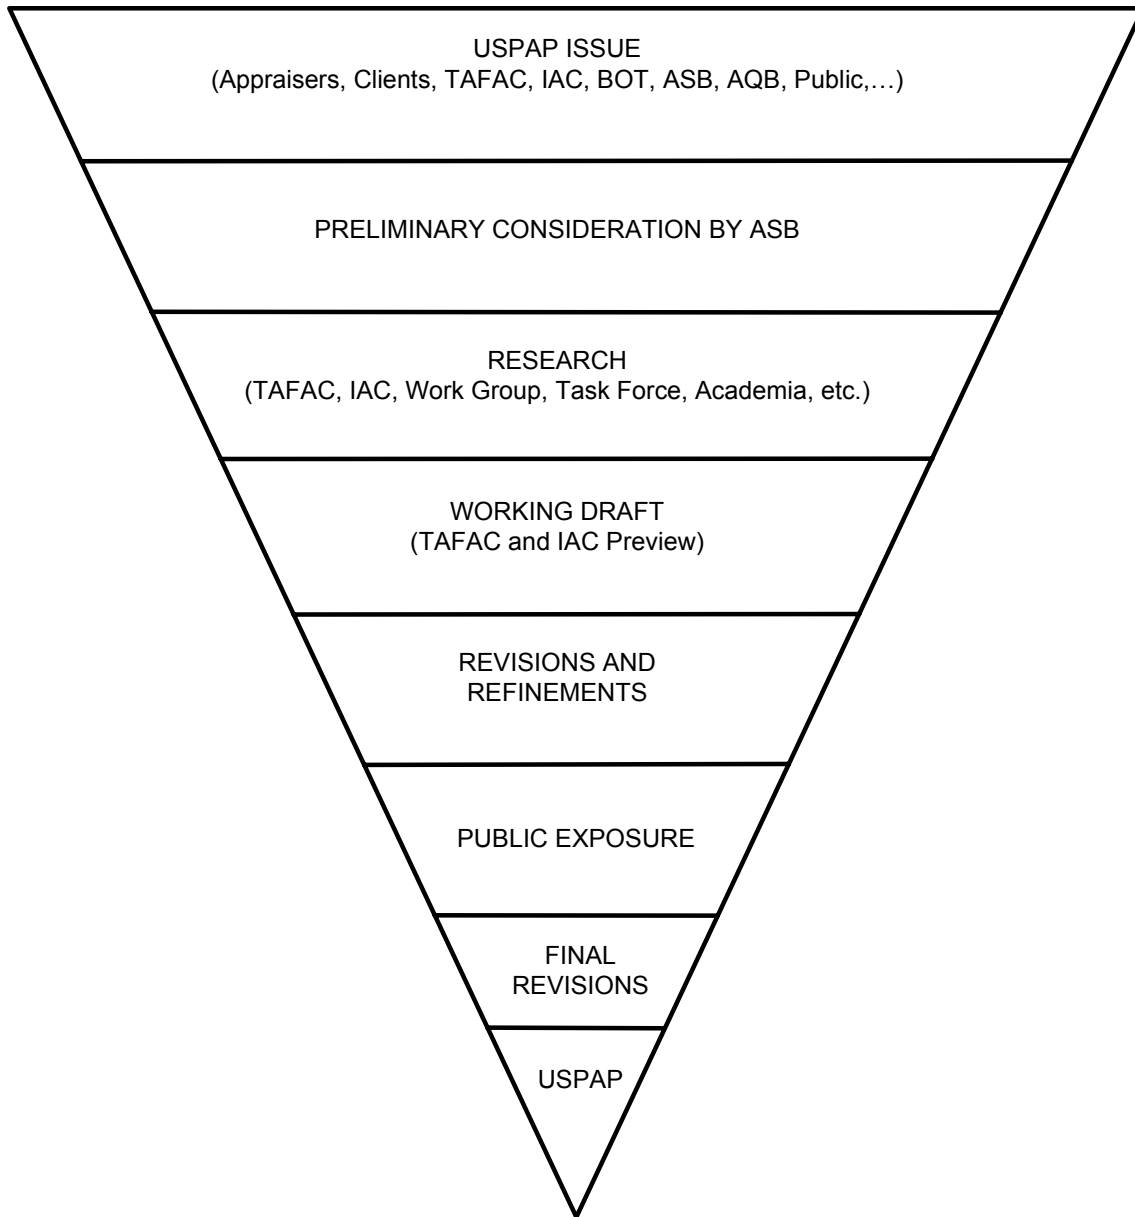 USPAP ISSUE
(Appraisers, Clients, TAFAC, IAC, BOT, ASB, AQB, Public,…)
PRELIMINARY CONSIDERATION BY ASB
RESEARCH
(TAFAC, IAC, Work Group, Task Force, Academia, etc.)
WORKING DRAFT
(TAFAC and IAC Preview)
REVISIONS AND
REFINEMENTS
PUBLIC EXPOSURE
FINAL
REVISIONS
USPAP